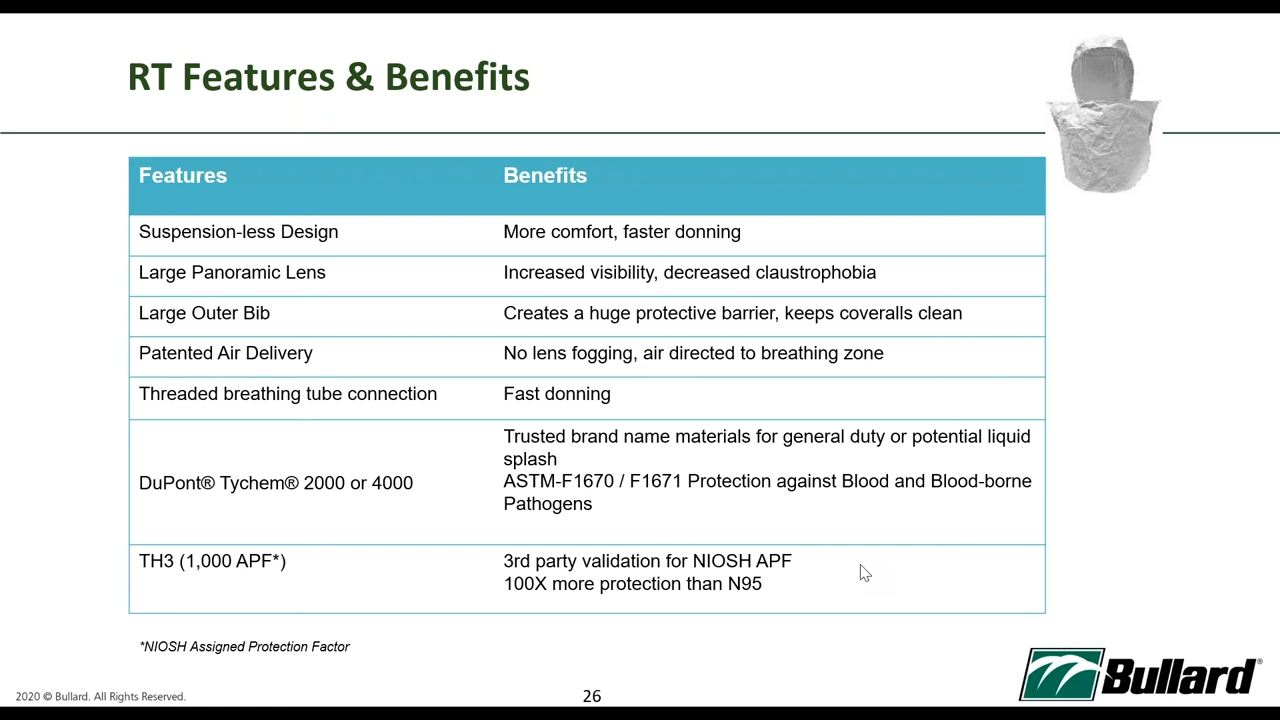 RT Features & Benefits
Features Benefits
Suspension-less Design More comfort, faster donning
Large Panoramic Lens Increased visibility, decreased claustrophobia
Large Outer Bib Creates a huge protective barrier, keeps coveralls clean
Patented Air Delivery No lens fogging, air directed to breathing zone
Threaded breathing tube connection Fast donning
DuPont® Tychem® 2000 or 4000
Trusted brand name materials for general duty or potential liquid
splash
ASTM-F1670 / F1671 Protection against Blood and Blood-borne
Pathogens
TH3 (1,000 APF*) 3rd party validation for NIOSH APF
100X more protection than N95
*NIOSH Assigned Protection Factor
2020 © Bullard. All Rights Reserved.
26
Bullard®